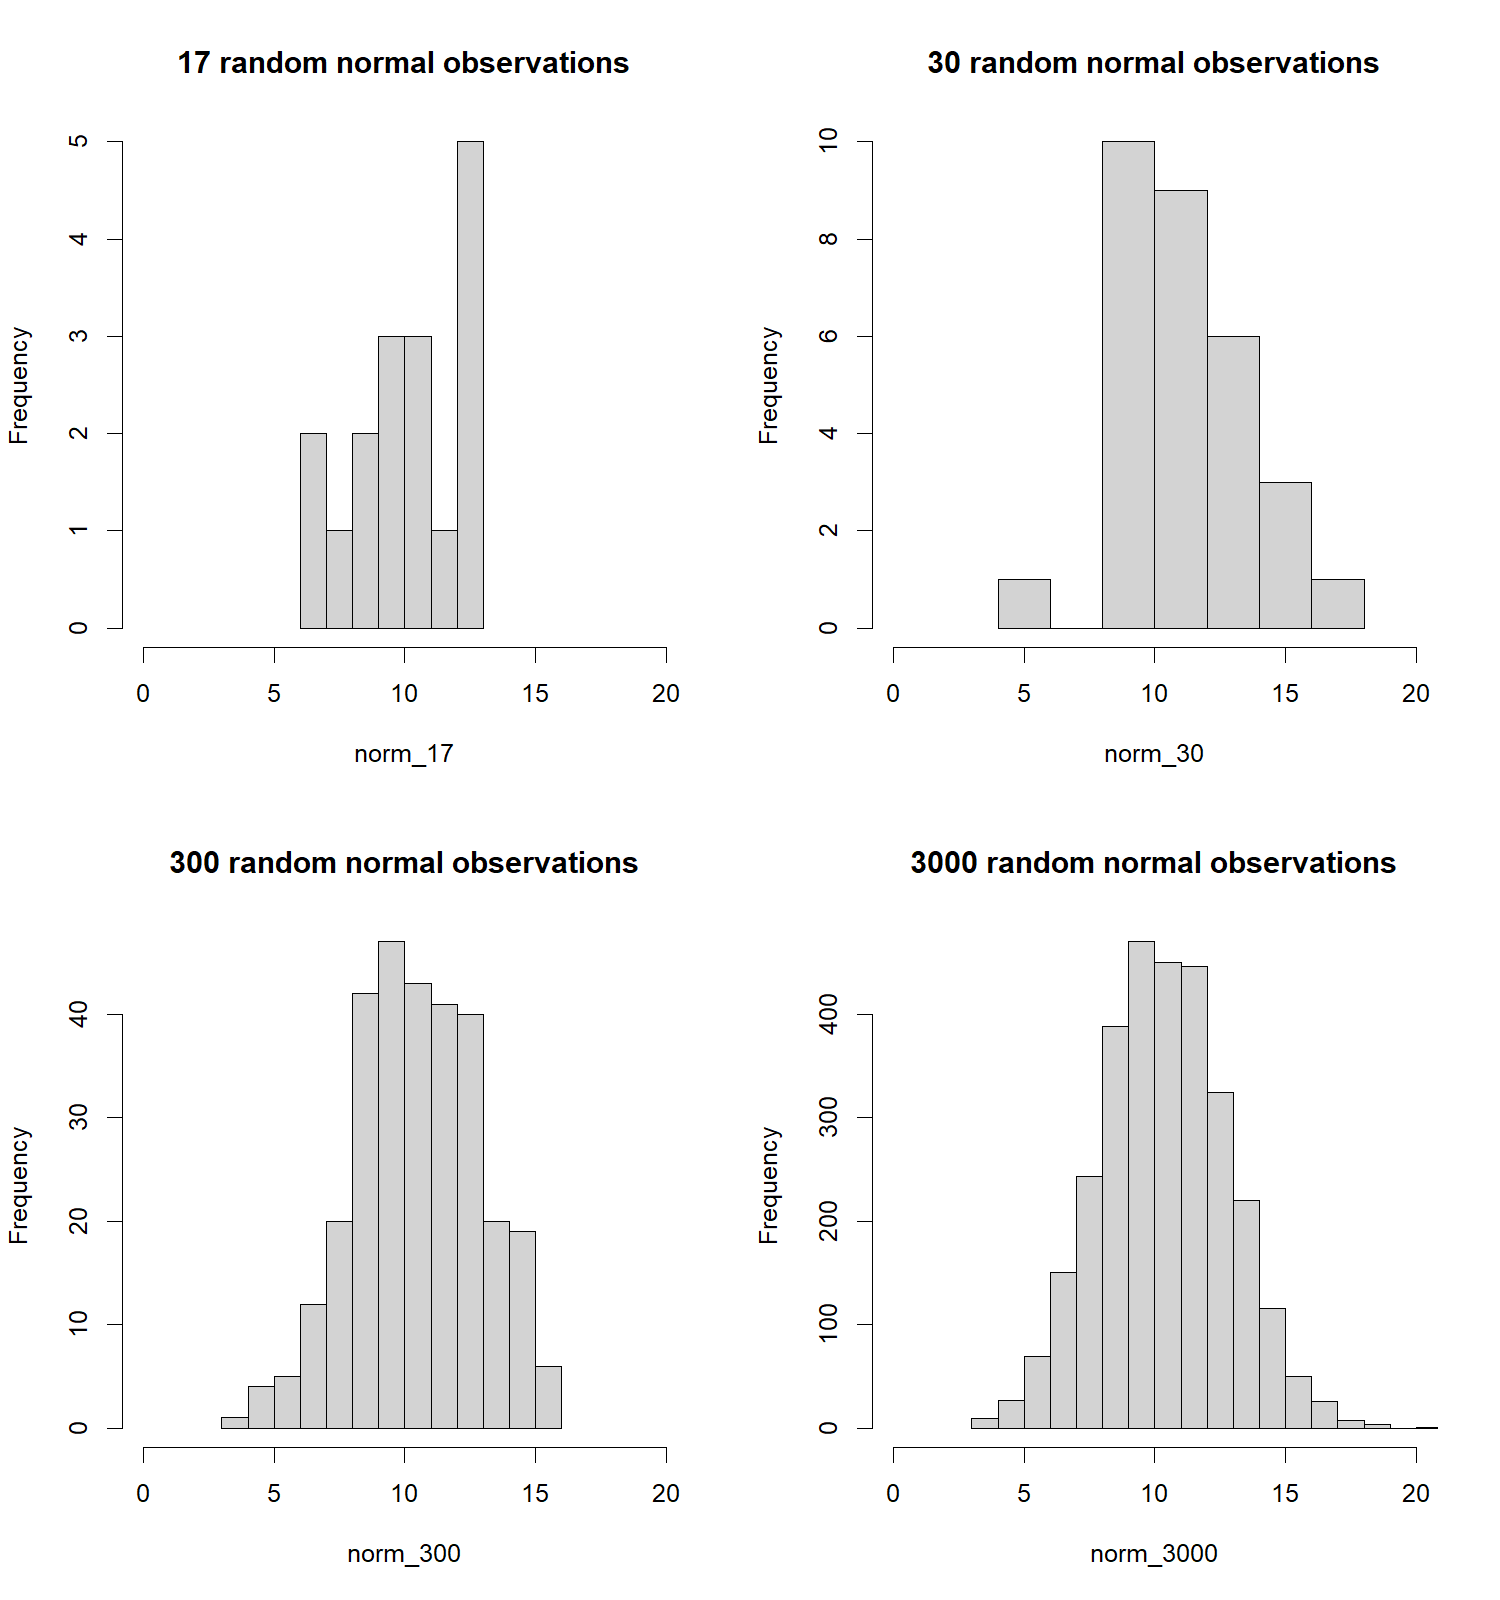 17 random normal observations
Frequency
0 1 2 3 4 5
0 5 10 15 20
norm_17
30 random normal observations
Frequency
0 2 4 6 8 10
0 5 10 15 20
norm_30
300 random normal observations
Frequency
0 10 20 30 40
0 5 10 15 20
norm_300
3000 random normal observations
Frequency
0 100 200 300 400
0 5 10 15 20
norm_3000